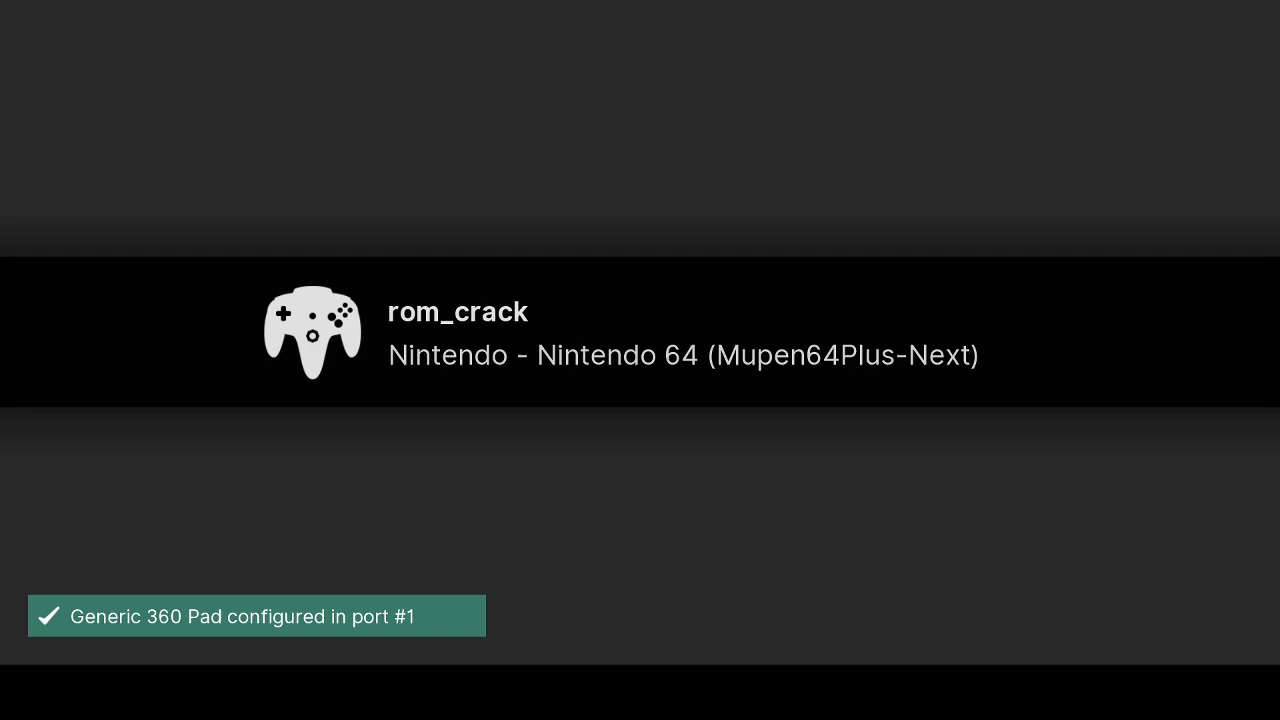 rom_crack
Nintendo - Nintendo 64 (Mupen64Plus-Next)
Generic 360 Pad configured in port #1